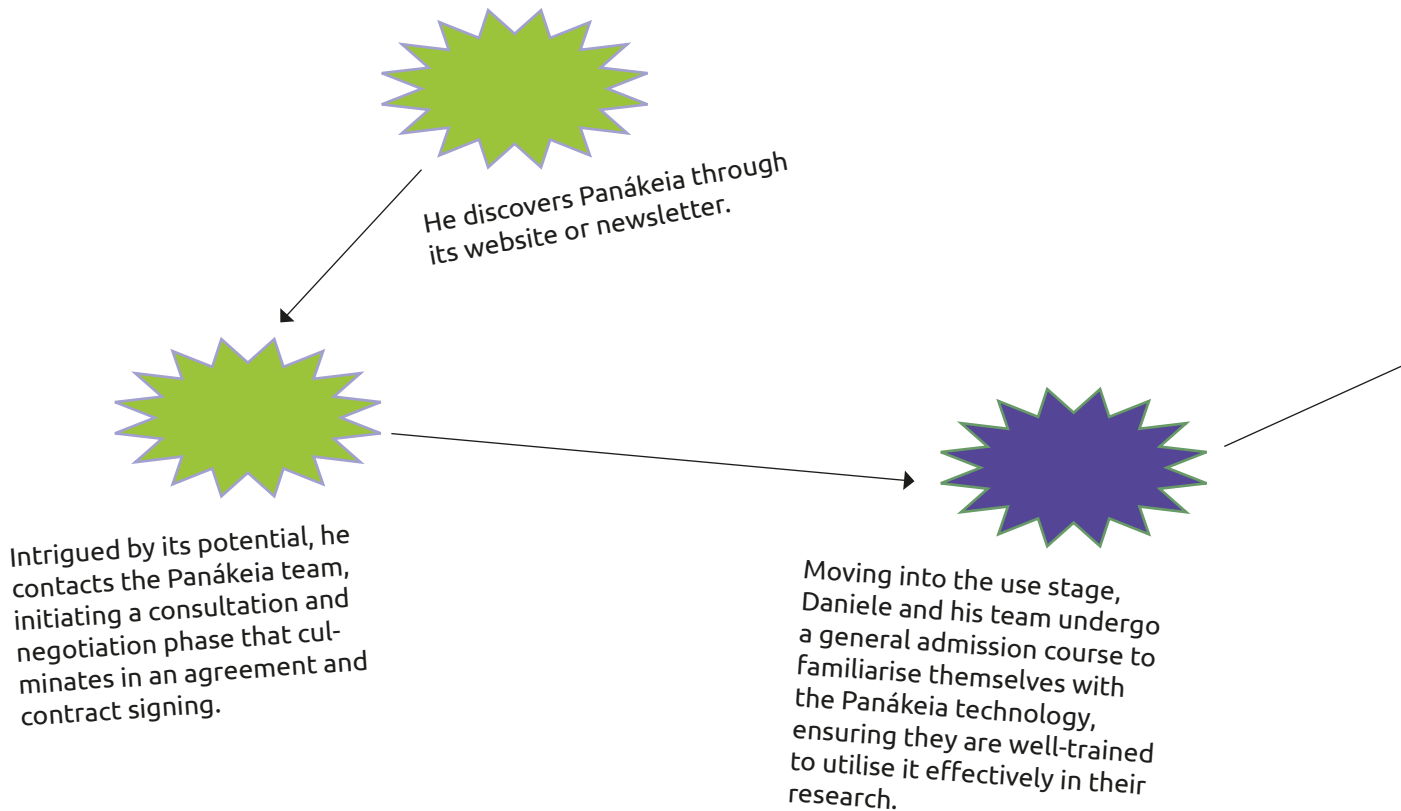 He discovers Panákeia through
its website or newsletter.
Intrigued by its potential, he
contacts the Panákeia team,
initiating a consultation and
negotiation phase that cul-
minates in an agreement and
contract signing.
Moving into the use stage,
Daniele and his team undergo
a general admission course to
familiarise themselves with
the Panákeia technology,
ensuring they are well-trained
to utilise it effectively in their
research.